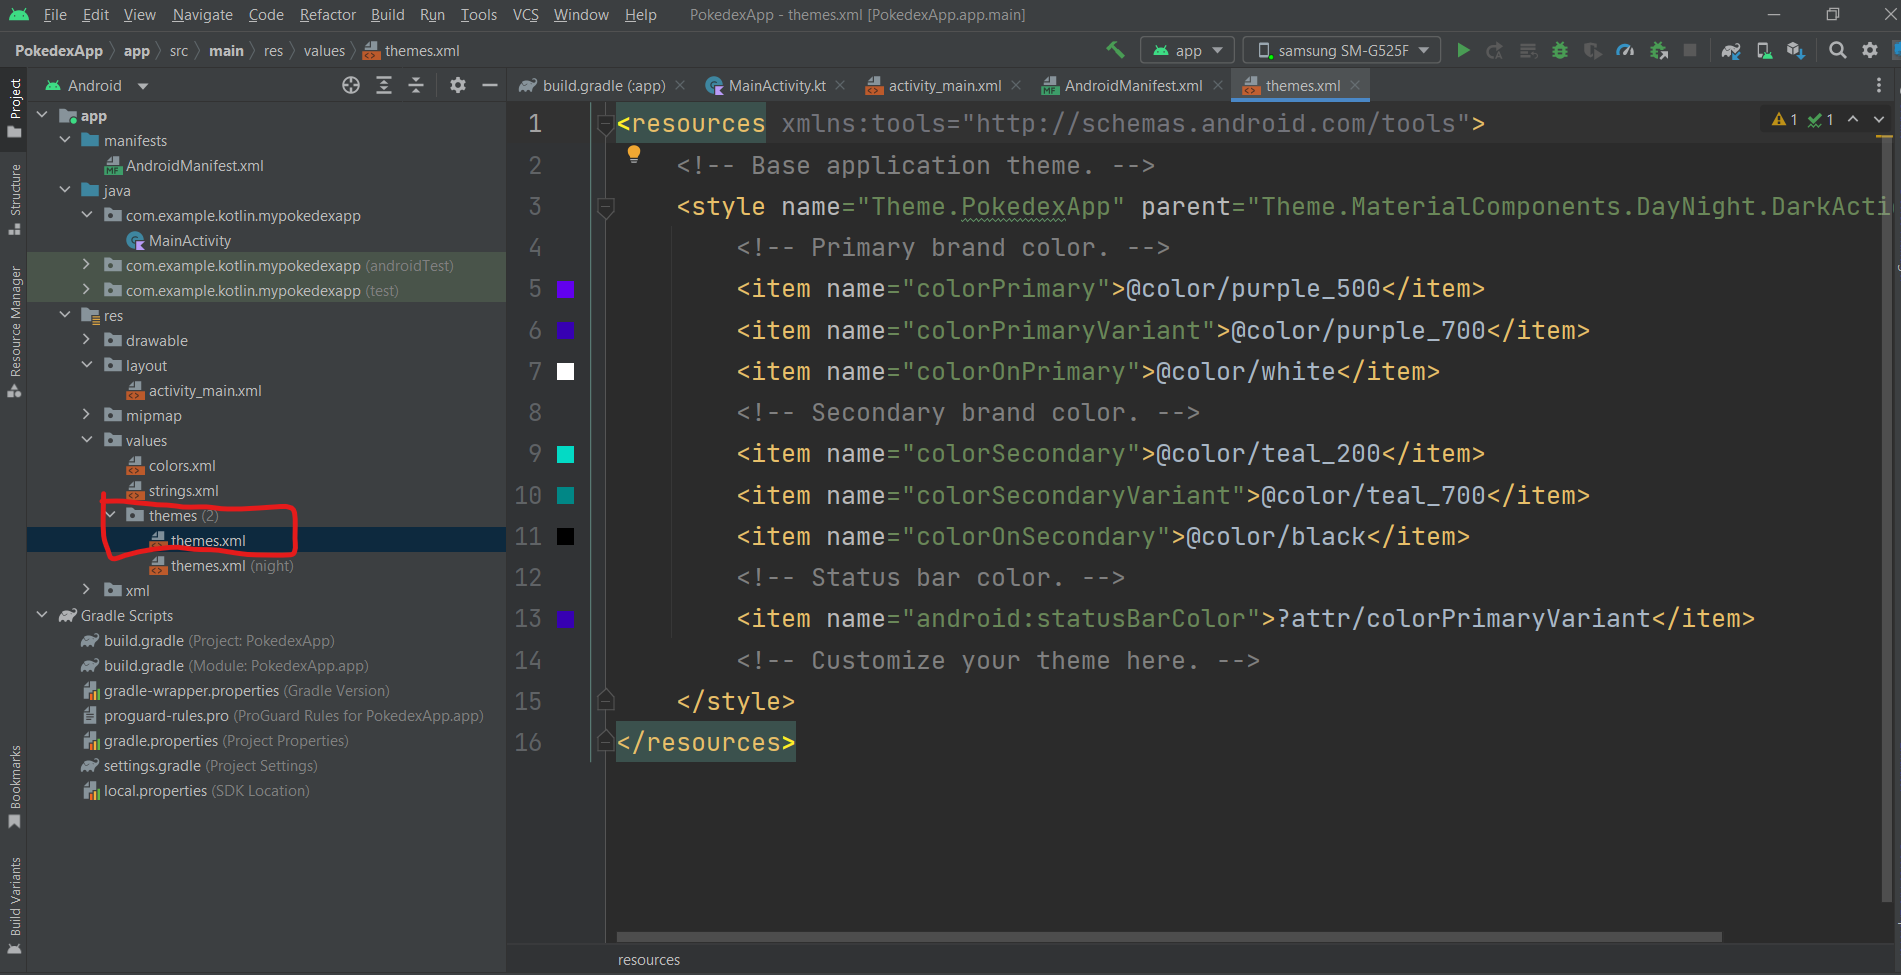 File Edit View Navigate Code Refactor Build Run Tools VCS Window Help PokedexApp - themes.xml [PokedexApp.app.main]
PokedexApp app src main res values themes.xml app samsung SM-G525F
Android build.gradle (:app) MainActivity.kt activity_main.xml AndroidManifest.xml themes.xml
Project
Structure
Resource Manager
Bookmarks
Build Variants
app
manifests
MF AndroidManifest.xml
java
com.example.kotlin.mypokedexapp
MainActivity
com.example.kotlin.mypokedexapp (androidTest)
com.example.kotlin.mypokedexapp (test)
res
drawable
layout
activity_main.xml
mipmap
values
colors.xml
strings.xml
themes (2)
themes.xml
themes.xml (night)
xml
Gradle Scripts
build.gradle (Project: PokedexApp)
build.gradle (Module: PokedexApp.app)
gradle-wrapper.properties (Gradle Version)
proguard-rules.pro (ProGuard Rules for PokedexApp.app)
gradle.properties (Project Properties)
settings.gradle (Project Settings)
local.properties (SDK Location)
1 <resources xmlns:tools="http://schemas.android.com/tools"> 1 1
2 <!-- Base application theme. -->
3 <style name="Theme.PokedexApp" parent="Theme.MaterialComponents.DayNight.DarkActi
4 <!-- Primary brand color. -->
5 <item name="colorPrimary">@color/purple_500</item>
6 <item name="colorPrimaryVariant">@color/purple_700</item>
7 <item name="colorOnPrimary">@color/white</item>
8 <!-- Secondary brand color. -->
9 <item name="colorSecondary">@color/teal_200</item>
10 <item name="colorSecondaryVariant">@color/teal_700</item>
11 <item name="colorOnSecondary">@color/black</item>
12 <!-- Status bar color. -->
13 <item name="android:statusBarColor">?attr/colorPrimaryVariant</item>
14 <!-- Customize your theme here. -->
15 </style>
16 </resources>
resources